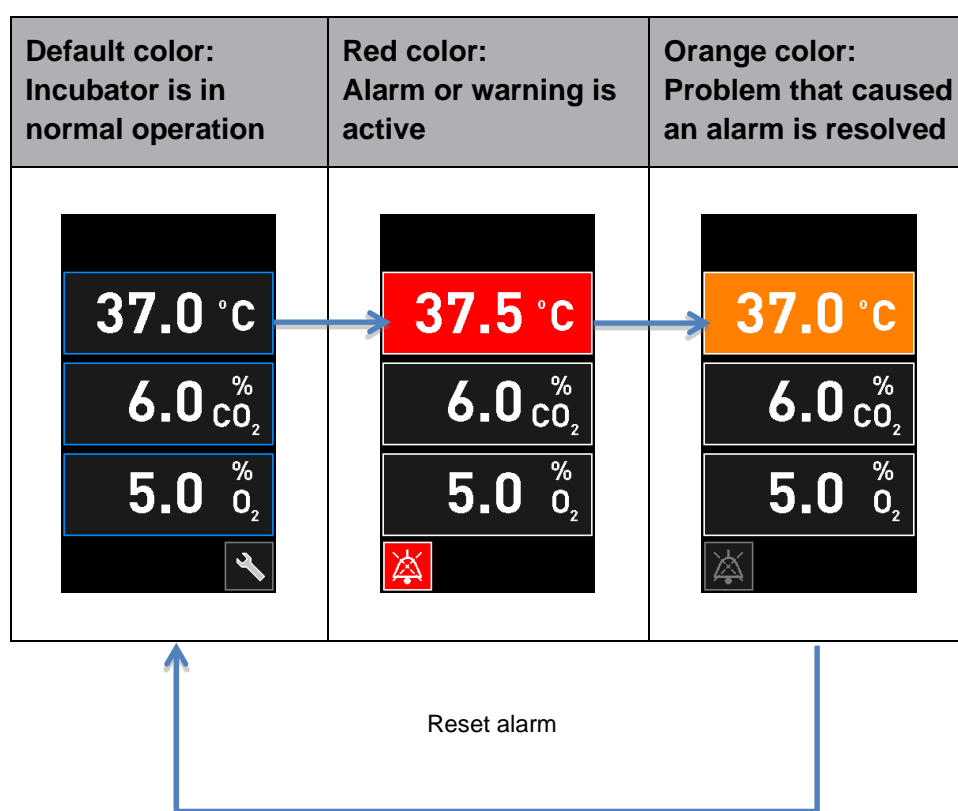 Default color:
Incubator is in
normal operation
Red color:
Alarm or warning is
active
Orange color:
Problem that caused
an alarm is resolved
37.0 °C
6.0 % CO₂
5.0 % O₂
37.5 °C
6.0 % CO₂
5.0 % O₂
37.0 °C
6.0 % CO₂
5.0 % O₂
Reset alarm